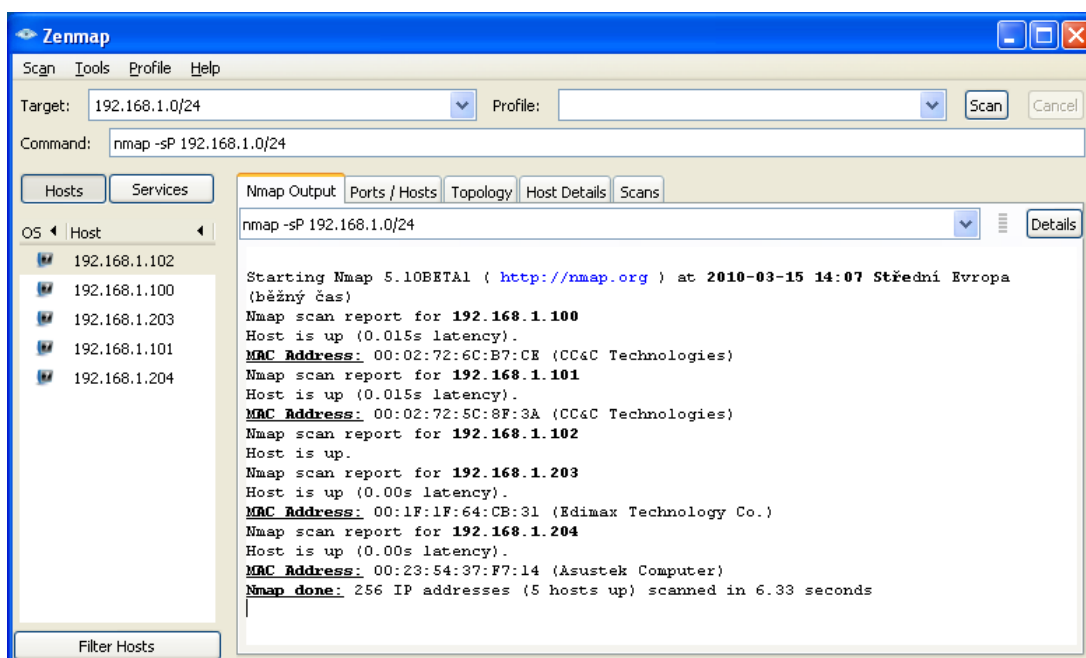 Zenmap
Scan Tools Profile Help
Target: 192.168.1.0/24 Profile: Scan Cancel
Command: nmap -sP 192.168.1.0/24
Hosts Services
Nmap Output Ports / Hosts Topology Host Details Scans
OS Host
192.168.1.102
192.168.1.100
192.168.1.203
192.168.1.101
192.168.1.204
Filter Hosts
nmap -sP 192.168.1.0/24 Details
Starting Nmap 5.10BETA1 ( http://nmap.org ) at 2010-03-15 14:07 Střední Evropa
(běžný čas)
Nmap scan report for 192.168.1.100
Host is up (0.015s latency).
MAC Address: 00:02:72:6C:B7:CE (CC&C Technologies)
Nmap scan report for 192.168.1.101
Host is up (0.015s latency).
MAC Address: 00:02:72:5C:8F:3A (CC&C Technologies)
Nmap scan report for 192.168.1.102
Host is up.
Nmap scan report for 192.168.1.203
Host is up (0.00s latency).
MAC Address: 00:1F:1F:64:CB:31 (Edimax Technology Co.)
Nmap scan report for 192.168.1.204
Host is up (0.00s latency).
MAC Address: 00:23:54:37:F7:14 (Asustek Computer)
Nmap done: 256 IP addresses (5 hosts up) scanned in 6.33 seconds